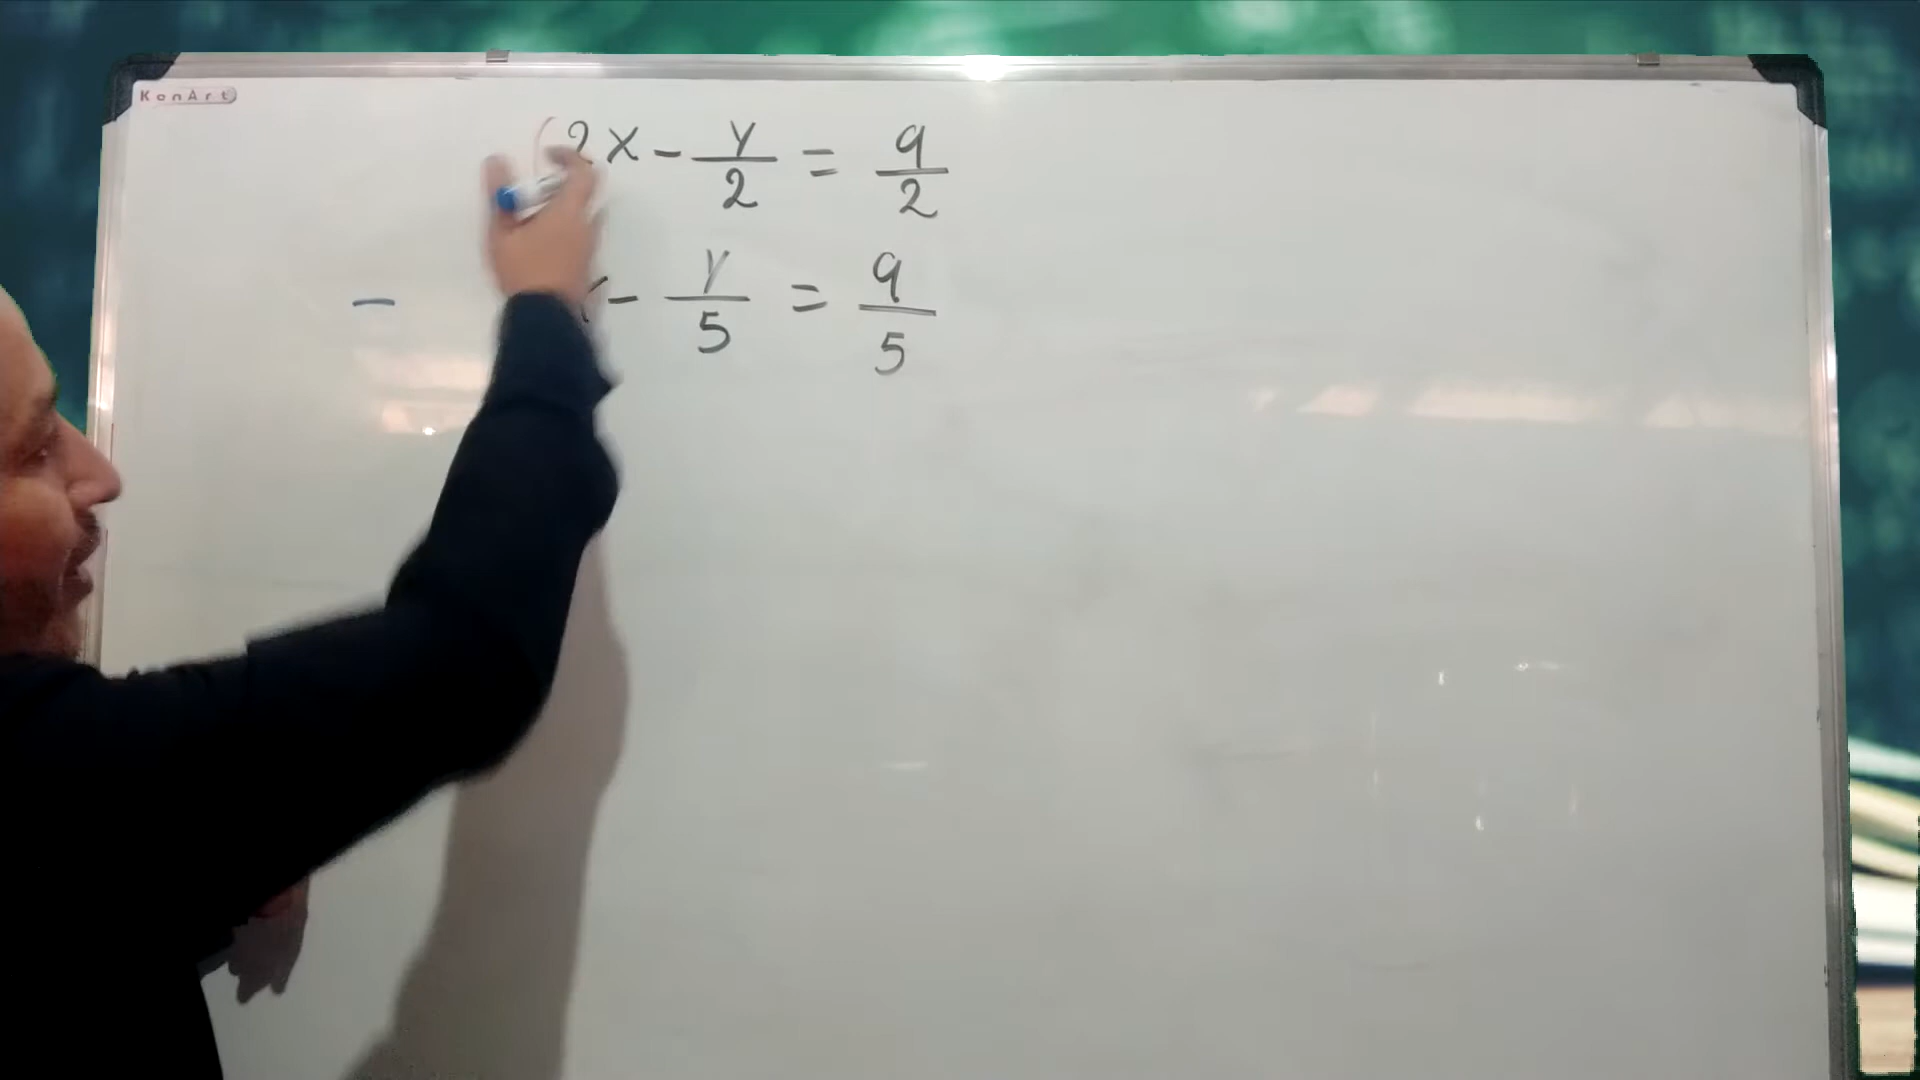 KonArt
2x - y/2 = 9/2
- x - y/5 = 9/5